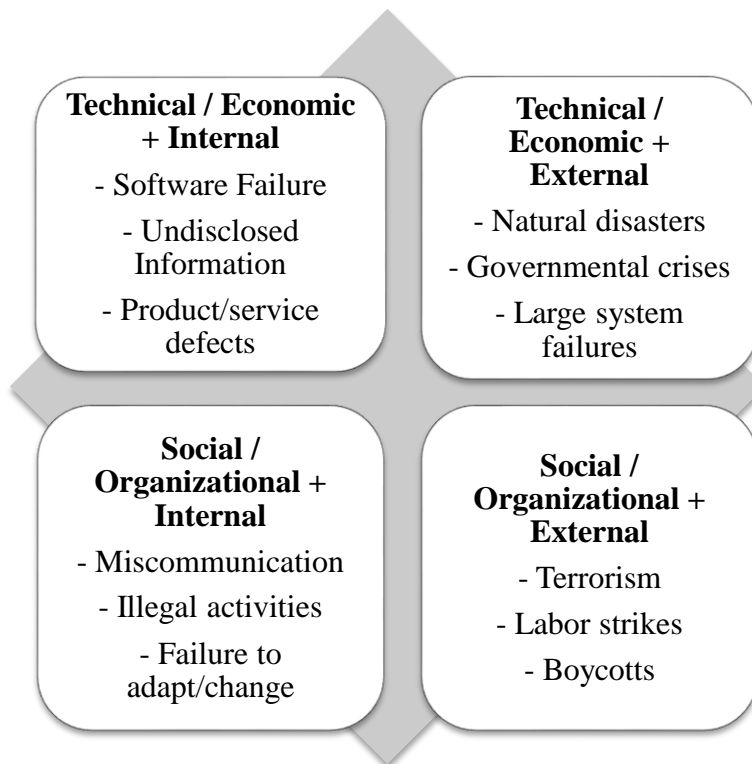 Technical / Economic
+ Internal
- Software Failure
- Undisclosed
Information
- Product/service
defects
Technical /
Economic +
External
- Natural disasters
- Governmental crises
- Large system
failures
Social /
Organizational +
Internal
- Miscommunication
- Illegal activities
- Failure to
adapt/change
Social /
Organizational +
External
- Terrorism
- Labor strikes
- Boycotts